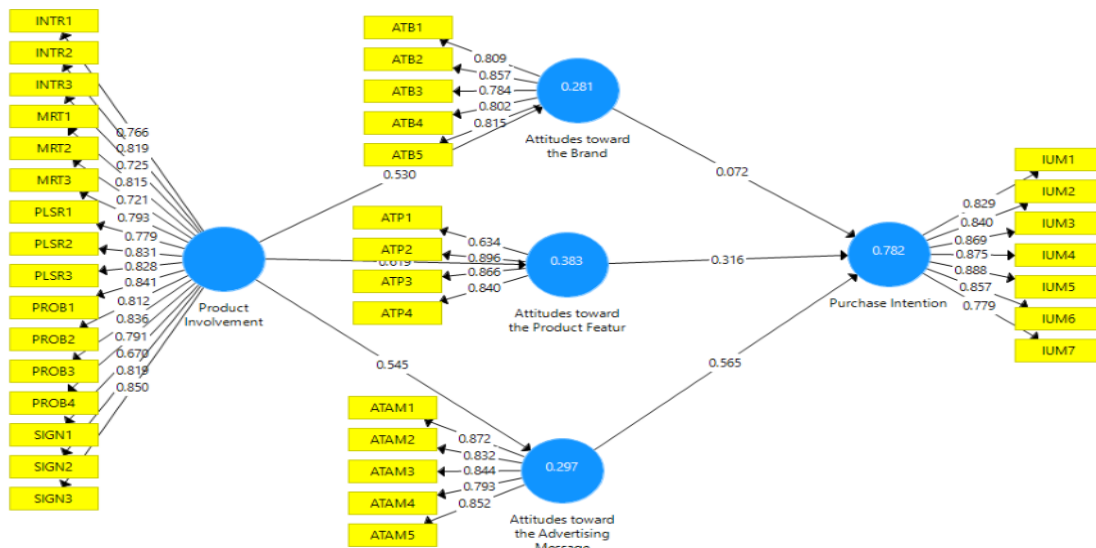 INTR1
INTR2
INTR3
MRT1
MRT2
MRT3
PLSR1
PLSR2
PLSR3
PROB1
PROB2
PROB3
PROB4
SIGN1
SIGN2
SIGN3
0.766
0.819
0.725
0.815
0.721
0.793
0.779
0.831
0.828
0.841
0.812
0.836
0.791
0.670
0.819
0.850
Product
Involvement
0.530
0.619
0.545
ATB1
ATB2
ATB3
ATB4
ATB5
0.809
0.857
0.784
0.802
0.815
0.281
Attitudes toward
the Brand
ATP1
ATP2
ATP3
ATP4
0.634
0.896
0.866
0.840
0.383
Attitudes toward
the Product Featur
ATAM1
ATAM2
ATAM3
ATAM4
ATAM5
0.872
0.832
0.844
0.793
0.852
0.297
Attitudes toward
the Advertising
Message
0.072
0.316
0.565
0.782
Purchase Intention
0.829
0.840
0.869
0.875
0.888
0.857
0.779
IUM1
IUM2
IUM3
IUM4
IUM5
IUM6
IUM7